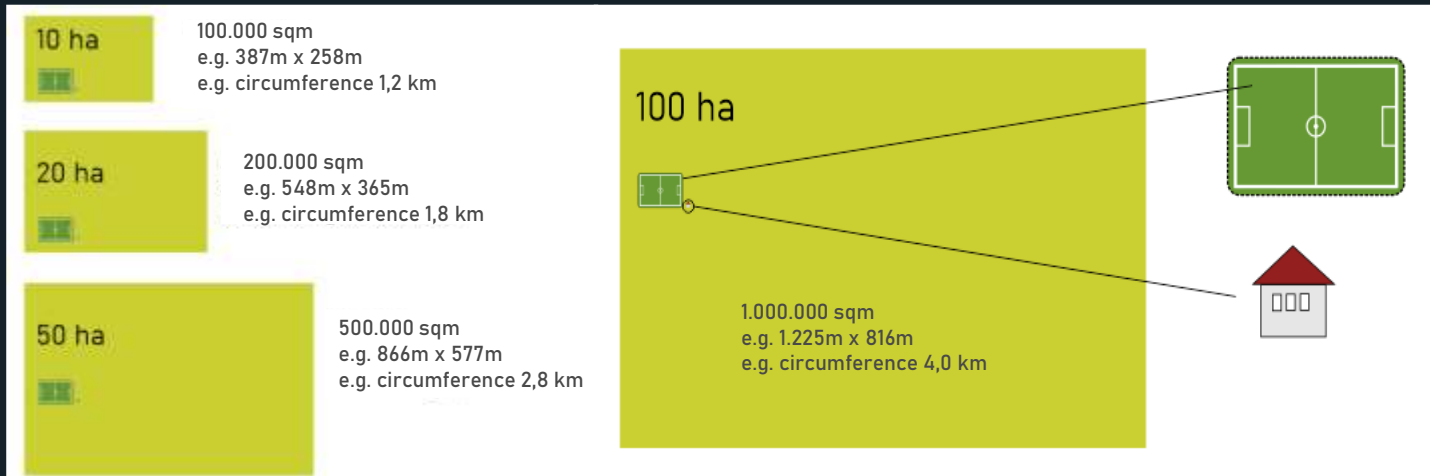 10 ha
100.000 sqm
e.g. 387m x 258m
e.g. circumference 1,2 km
20 ha
200.000 sqm
e.g. 548m x 365m
e.g. circumference 1,8 km
50 ha
500.000 sqm
e.g. 866m x 577m
e.g. circumference 2,8 km
100 ha
1.000.000 sqm
e.g. 1.225m x 816m
e.g. circumference 4,0 km